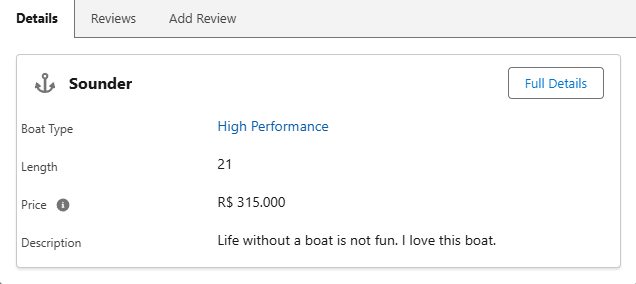 Details Reviews Add Review
Sounder Full Details
Boat Type High Performance
Length 21
Price R$ 315.000
Description Life without a boat is not fun. I love this boat.